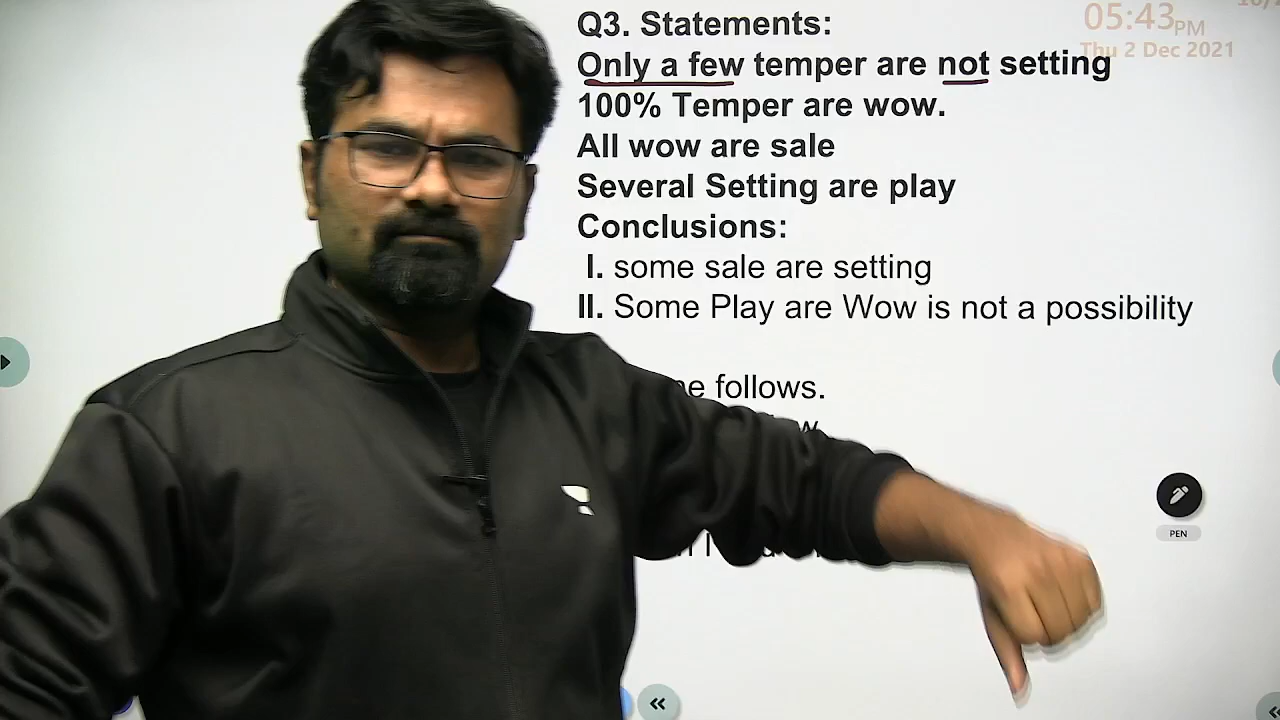 05:43PM
Thu 2 Dec 2021
Q3. Statements:
Only a few temper are not setting
100% Temper are wow.
All wow are sale
Several Setting are play
Conclusions:
I. some sale are setting
II. Some Play are Wow is not a possibility
follows.
PEN